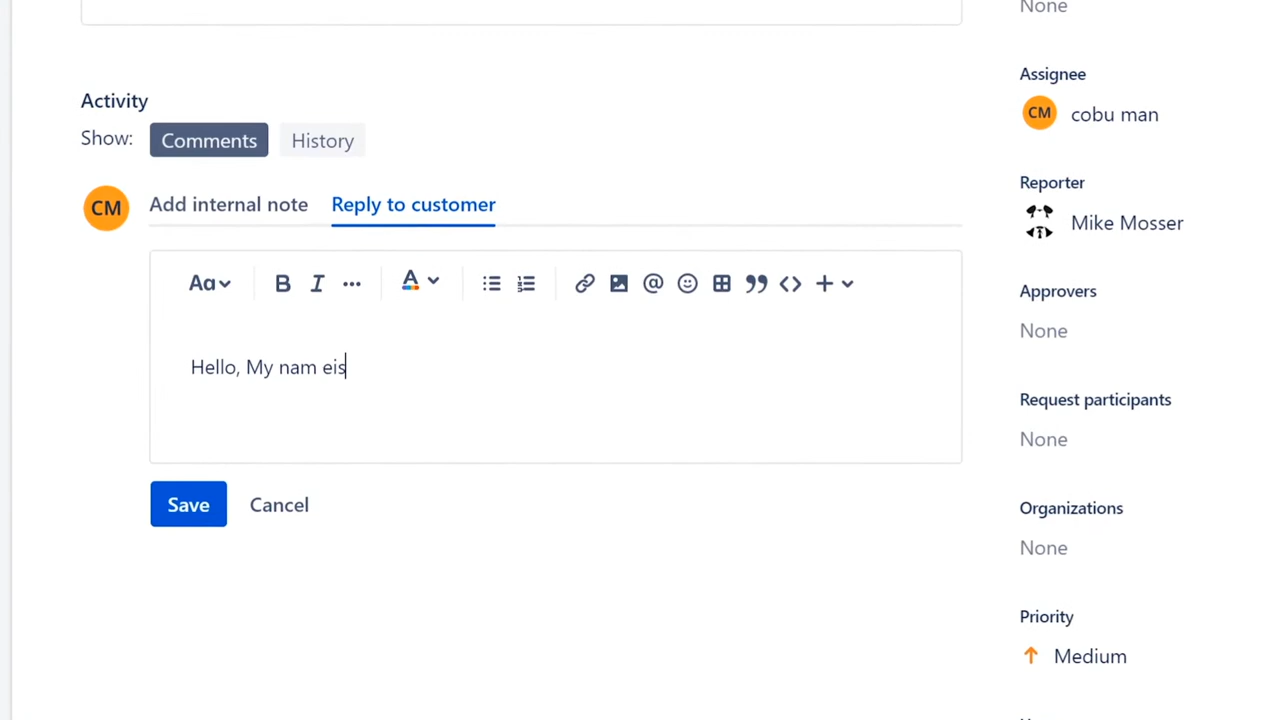 None
Assignee
CM cobu man
Reporter
Mike Mosser
Approvers
None
Request participants
None
Organizations
None
Priority
Medium
Activity
Show: Comments History
CM Add internal note Reply to customer
Aa B I ... A @ <> +
Hello, My nam eis
Save Cancel